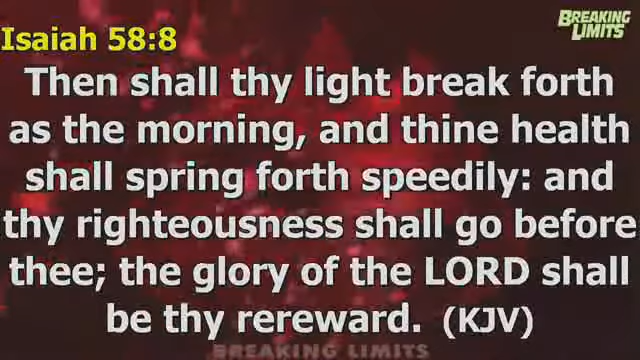 BREAKING
LIMITS
Isaiah 58:8
Then shall thy light break forth
as the morning, and thine health
shall spring forth speedily: and
thy righteousness shall go before
thee; the glory of the LORD shall
be thy rereward. (KJV)
BREAKING LIMITS